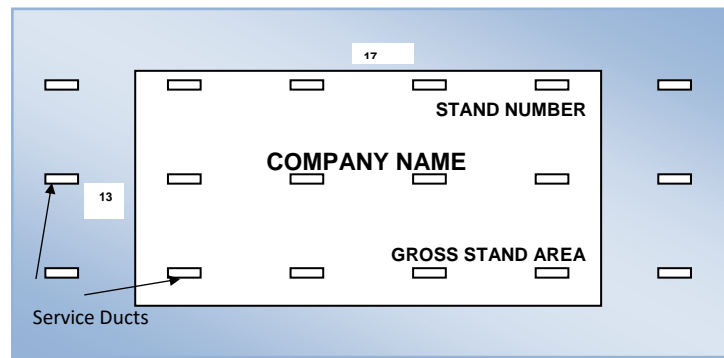 17
STAND NUMBER
COMPANY NAME
13
GROSS STAND AREA
Service Ducts